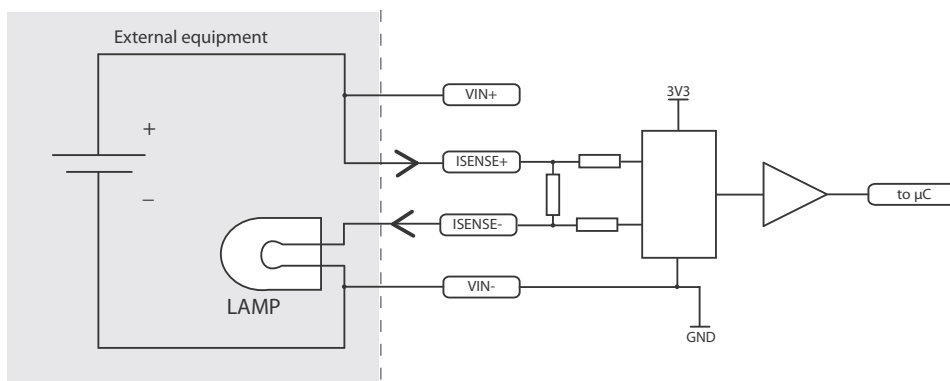 External equipment
VIN+
3V3
+
ISENSE+
−
to µC
ISENSE-
LAMP
VIN-
GND